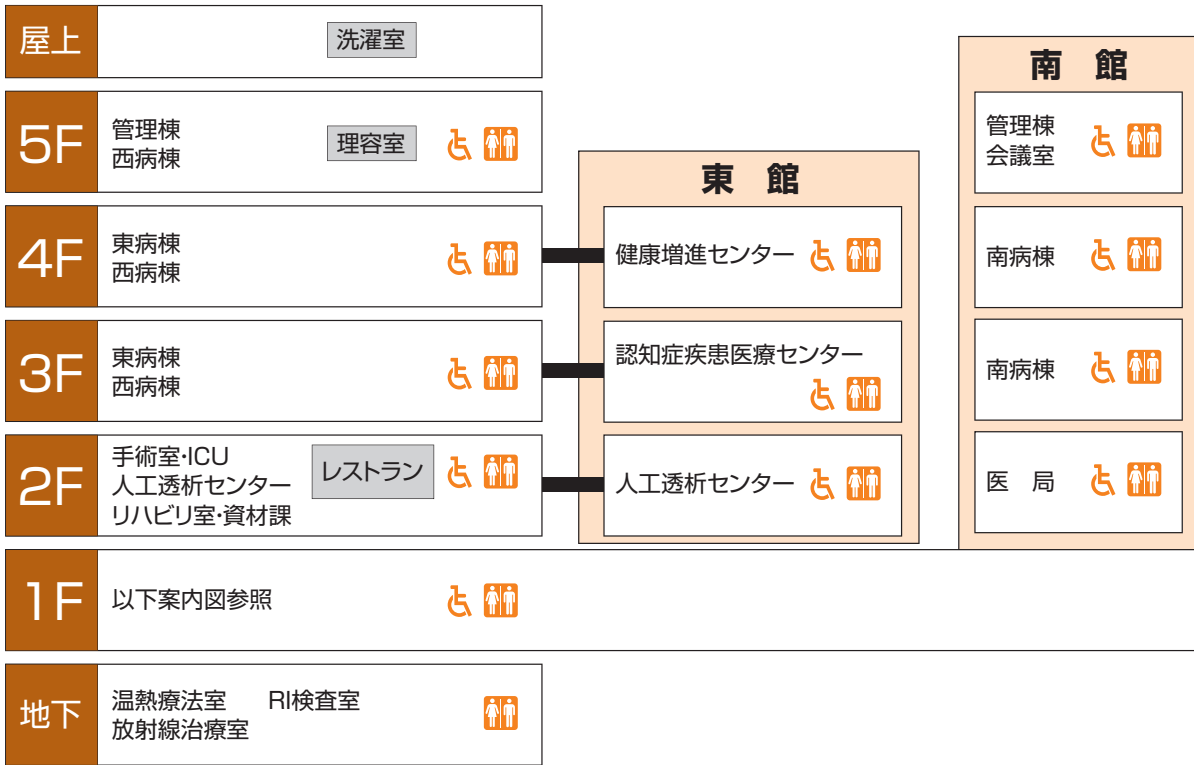 屋上
洗濯室
5F
管理棟
西病棟
理容室
4F
東病棟
西病棟
3F
東病棟
西病棟
2F
手術室・ICU
人工透析センター
リハビリ室・資材課
レストラン
1F
以下案内図参照
地下
温熱療法室 RI検査室
放射線治療室
東 館
健康増進センター
認知症疾患医療センター
人工透析センター
南 館
管理棟
会議室
南病棟
南病棟
医 局